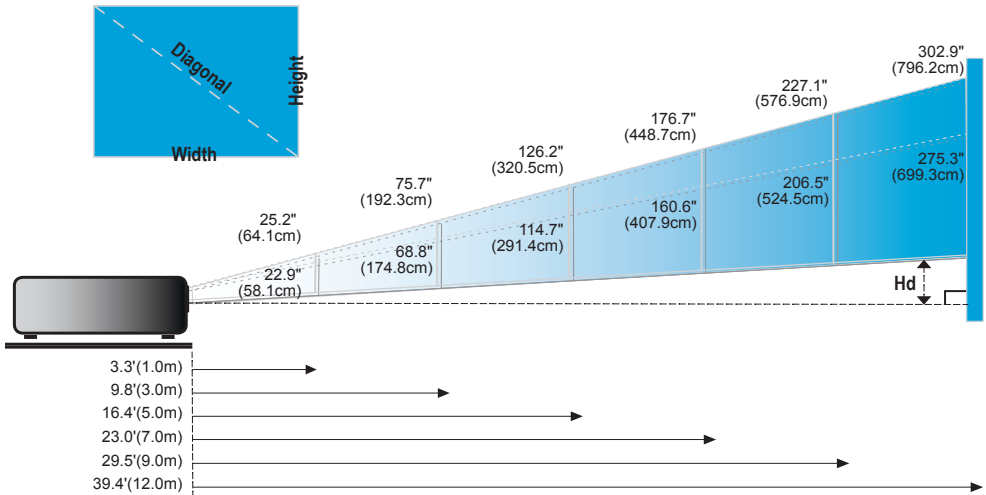 Diagonal
Height
Width
302.9"
(796.2cm)
227.1"
(576.9cm)
176.7"
(448.7cm)
126.2"
(320.5cm)
75.7"
(192.3cm)
25.2"
(64.1cm)
275.3"
(699.3cm)
206.5"
(524.5cm)
160.6"
(407.9cm)
114.7"
(291.4cm)
68.8"
(174.8cm)
22.9"
(58.1cm)
Hd
3.3'(1.0m)
9.8'(3.0m)
16.4'(5.0m)
23.0'(7.0m)
29.5'(9.0m)
39.4'(12.0m)